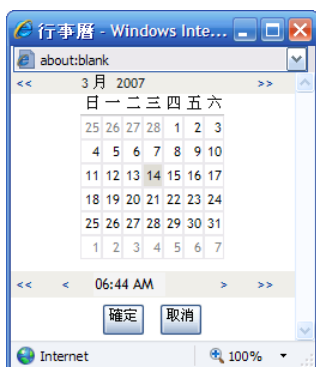 行事曆 - Windows Inte...
about:blank
<< 3 月 2007 >>
日 一 二 三 四 五 六
25 26 27 28 1 2 3
4 5 6 7 8 9 10
11 12 13 14 15 16 17
18 19 20 21 22 23 24
25 26 27 28 29 30 31
1 2 3 4 5 6 7
<< < 06:44 AM > >>
確定 取消
Internet 100%